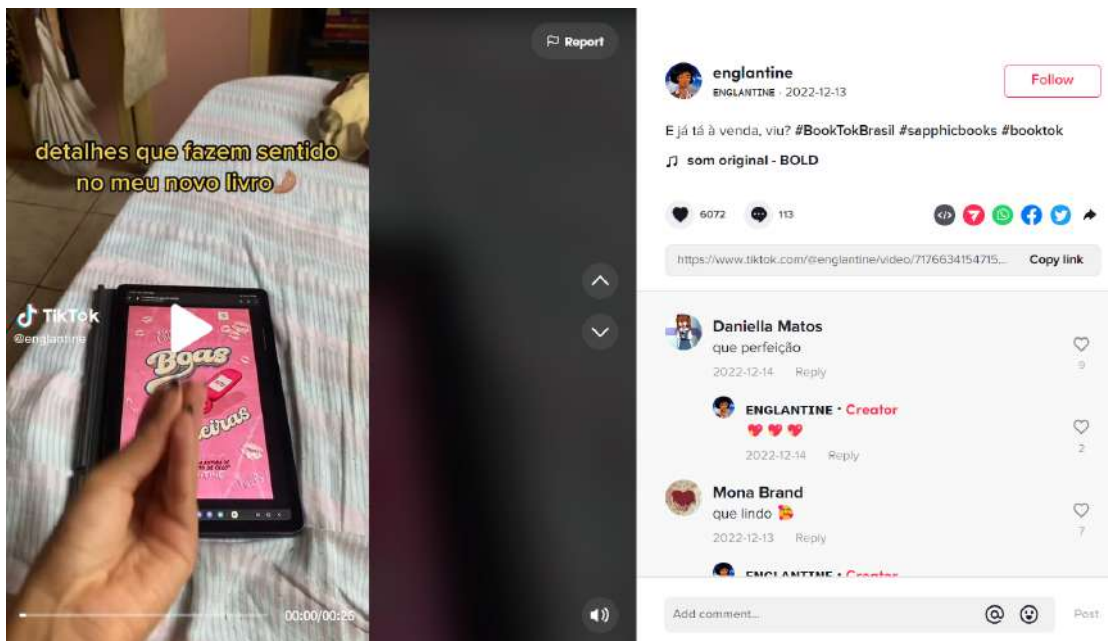 Report
detalhes que fazem sentido
no meu novo livro
TikTok
@englantine
Boas
00:00/00:26
englantine
ENGLANTINE · 2022-12-13
Follow
E já tá à venda, viu? #BookTokBrasil #sapphicbooks #booktok
som original - BOLD
6072
113
https://www.tiktok.com/@englantine/video/7176634154715...
Copy link
Daniella Matos
que perfeição
2022-12-14 Reply
9
ENGLANTINE · Creator
2022-12-14 Reply
2
Mona Brand
que lindo 🥰
2022-12-13 Reply
7
ENGLANTINE · Creator
Add comment...
Post